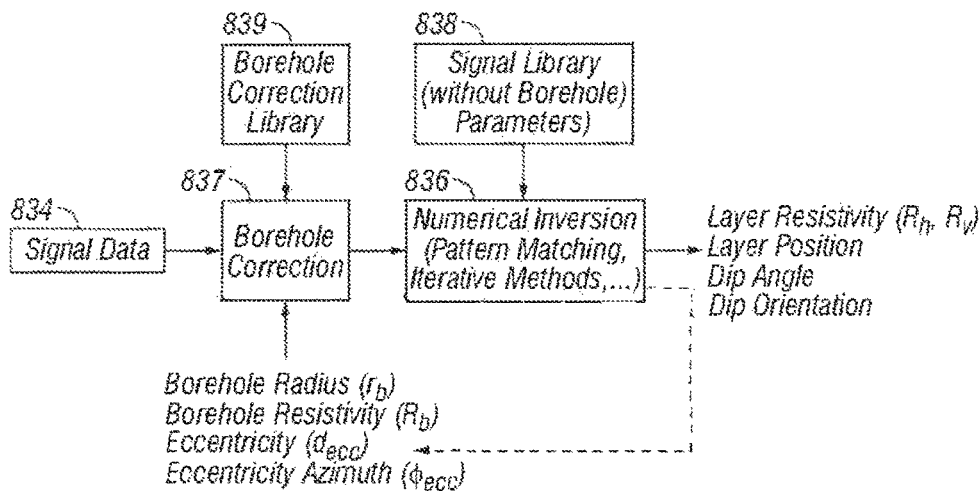 839
Borehole
Correction
Library
838
Signal Library
(without Borehole)
Parameters)
834
Signal Data
837
Borehole
Correction
836
Numerical Inversion
(Pattern Matching,
Iterative Methods,...)
Layer Resistivity (Rh, Rv)
Layer Position
Dip Angle
Dip Orientation
Borehole Radius (rb)
Borehole Resistivity (Rb)
Eccentricity (decc)
Eccentricity Azimuth (ϕecc)